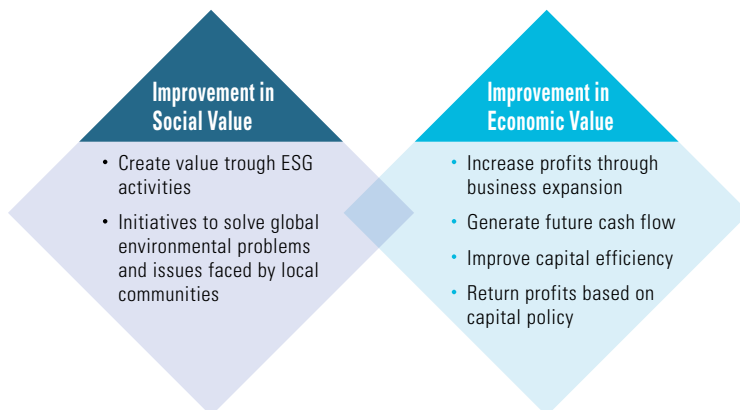 Improvement in
Social Value
• Create value trough ESG
activities
• Initiatives to solve global
environmental problems
and issues faced by local
communities
Improvement in
Economic Value
• Increase profits through
business expansion
• Generate future cash flow
• Improve capital efficiency
• Return profits based on
capital policy